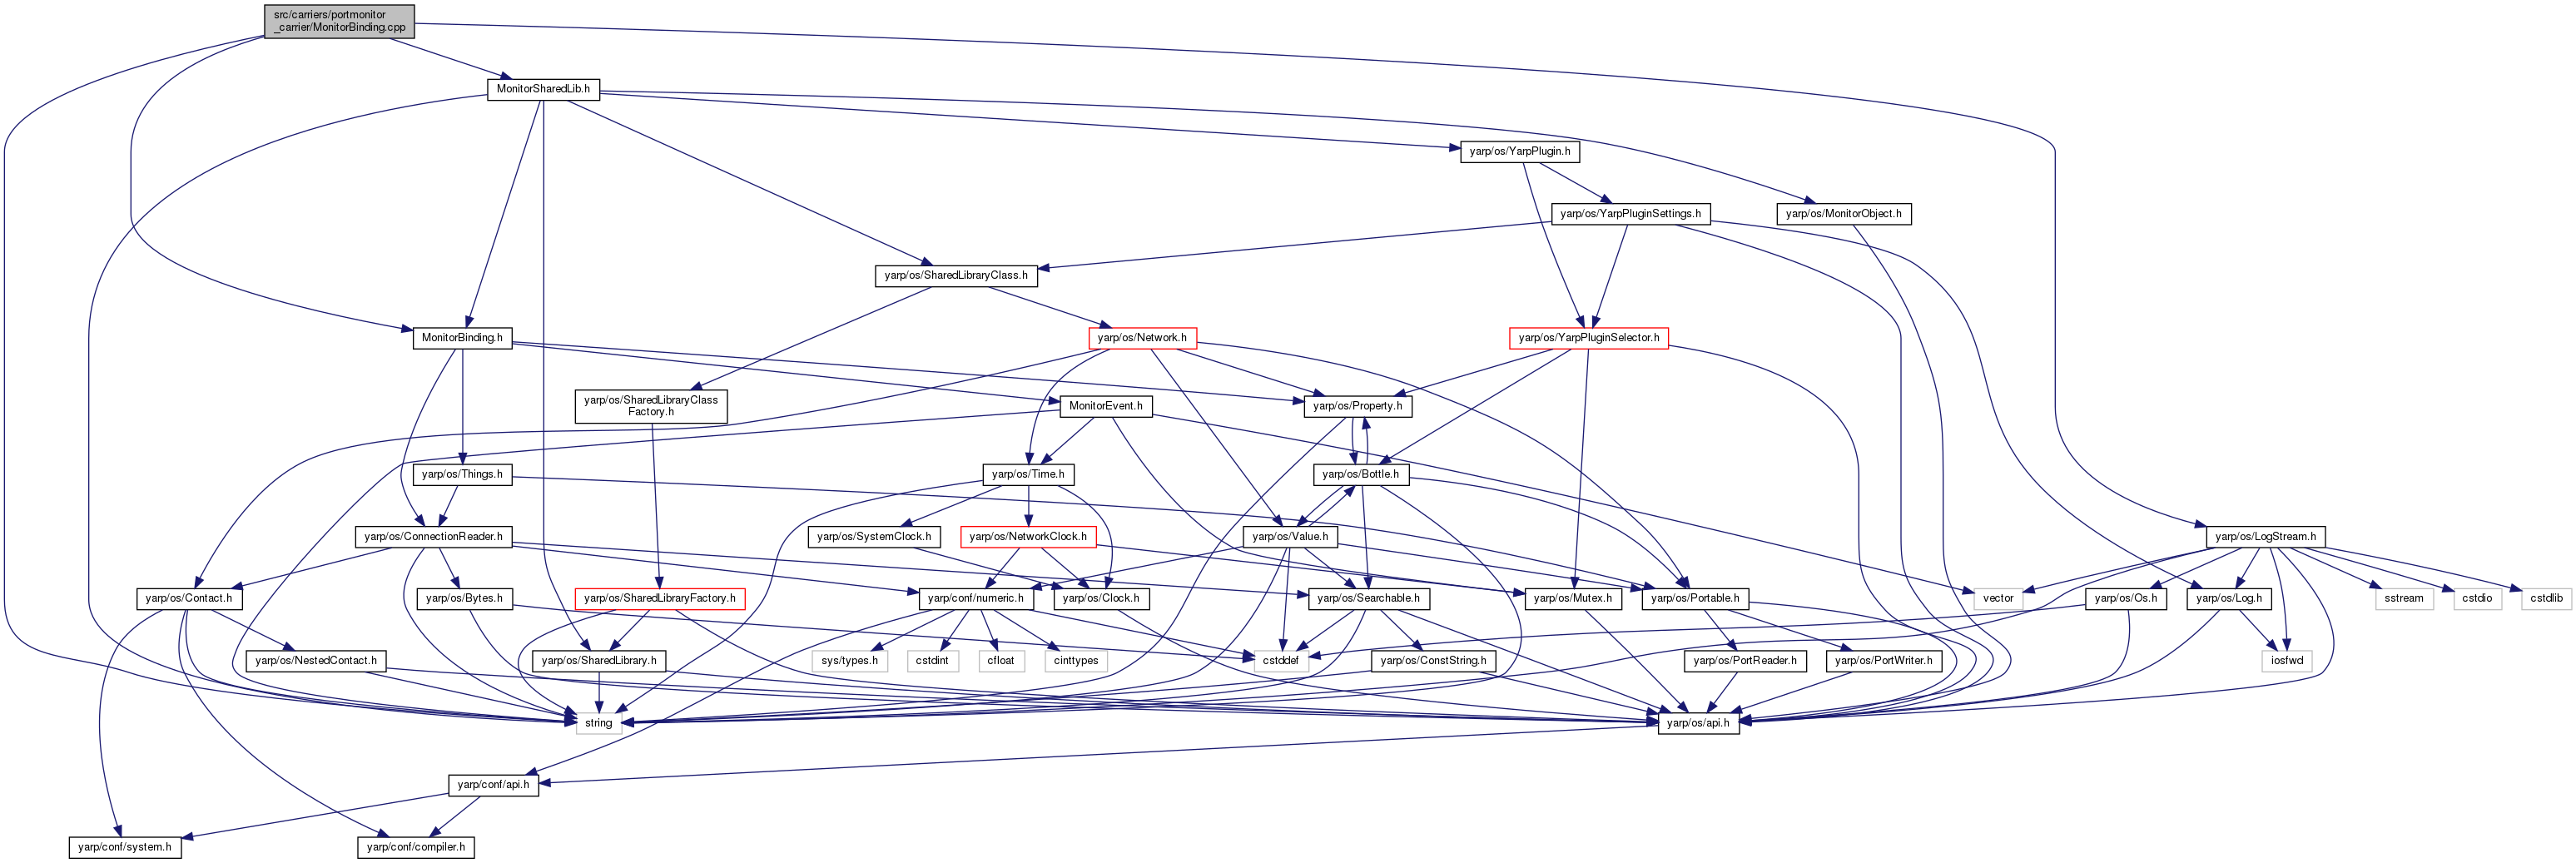 src/carriers/portmonitor
_carrier/MonitorBinding.cpp
MonitorSharedLib.h
yarp/os/YarpPlugin.h
yarp/os/YarpPluginSettings.h
yarp/os/MonitorObject.h
yarp/os/SharedLibraryClass.h
MonitorBinding.h
yarp/os/Network.h
yarp/os/YarpPluginSelector.h
yarp/os/SharedLibraryClass
Factory.h
MonitorEvent.h
yarp/os/Property.h
yarp/os/Things.h
yarp/os/Time.h
yarp/os/Bottle.h
yarp/os/ConnectionReader.h
yarp/os/SystemClock.h
yarp/os/NetworkClock.h
yarp/os/Value.h
yarp/os/LogStream.h
yarp/os/Contact.h
yarp/os/Bytes.h
yarp/os/SharedLibraryFactory.h
yarp/conf/numeric.h
yarp/os/Clock.h
yarp/os/Searchable.h
yarp/os/Mutex.h
yarp/os/Portable.h
vector
yarp/os/Os.h
yarp/os/Log.h
sstream
cstdio
cstdlib
yarp/os/NestedContact.h
yarp/os/SharedLibrary.h
sys/types.h
cstdint
cfloat
cinttypes
cstddef
yarp/os/ConstString.h
yarp/os/PortReader.h
yarp/os/PortWriter.h
iosfwd
string
yarp/os/api.h
yarp/conf/api.h
yarp/conf/system.h
yarp/conf/compiler.h